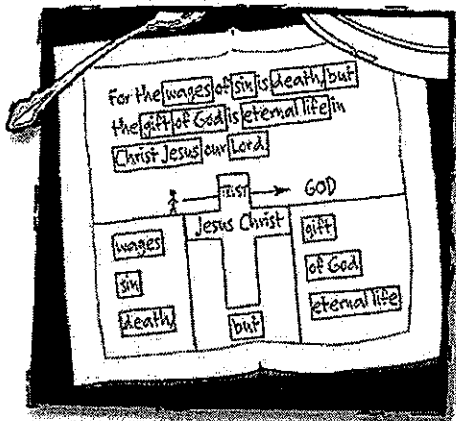 For the wages of sin is death, but
the gift of God is eternal life in
Christ Jesus our Lord.
TRUST GOD
Jesus Christ
wages gift
sin of God
death, eternal life
but